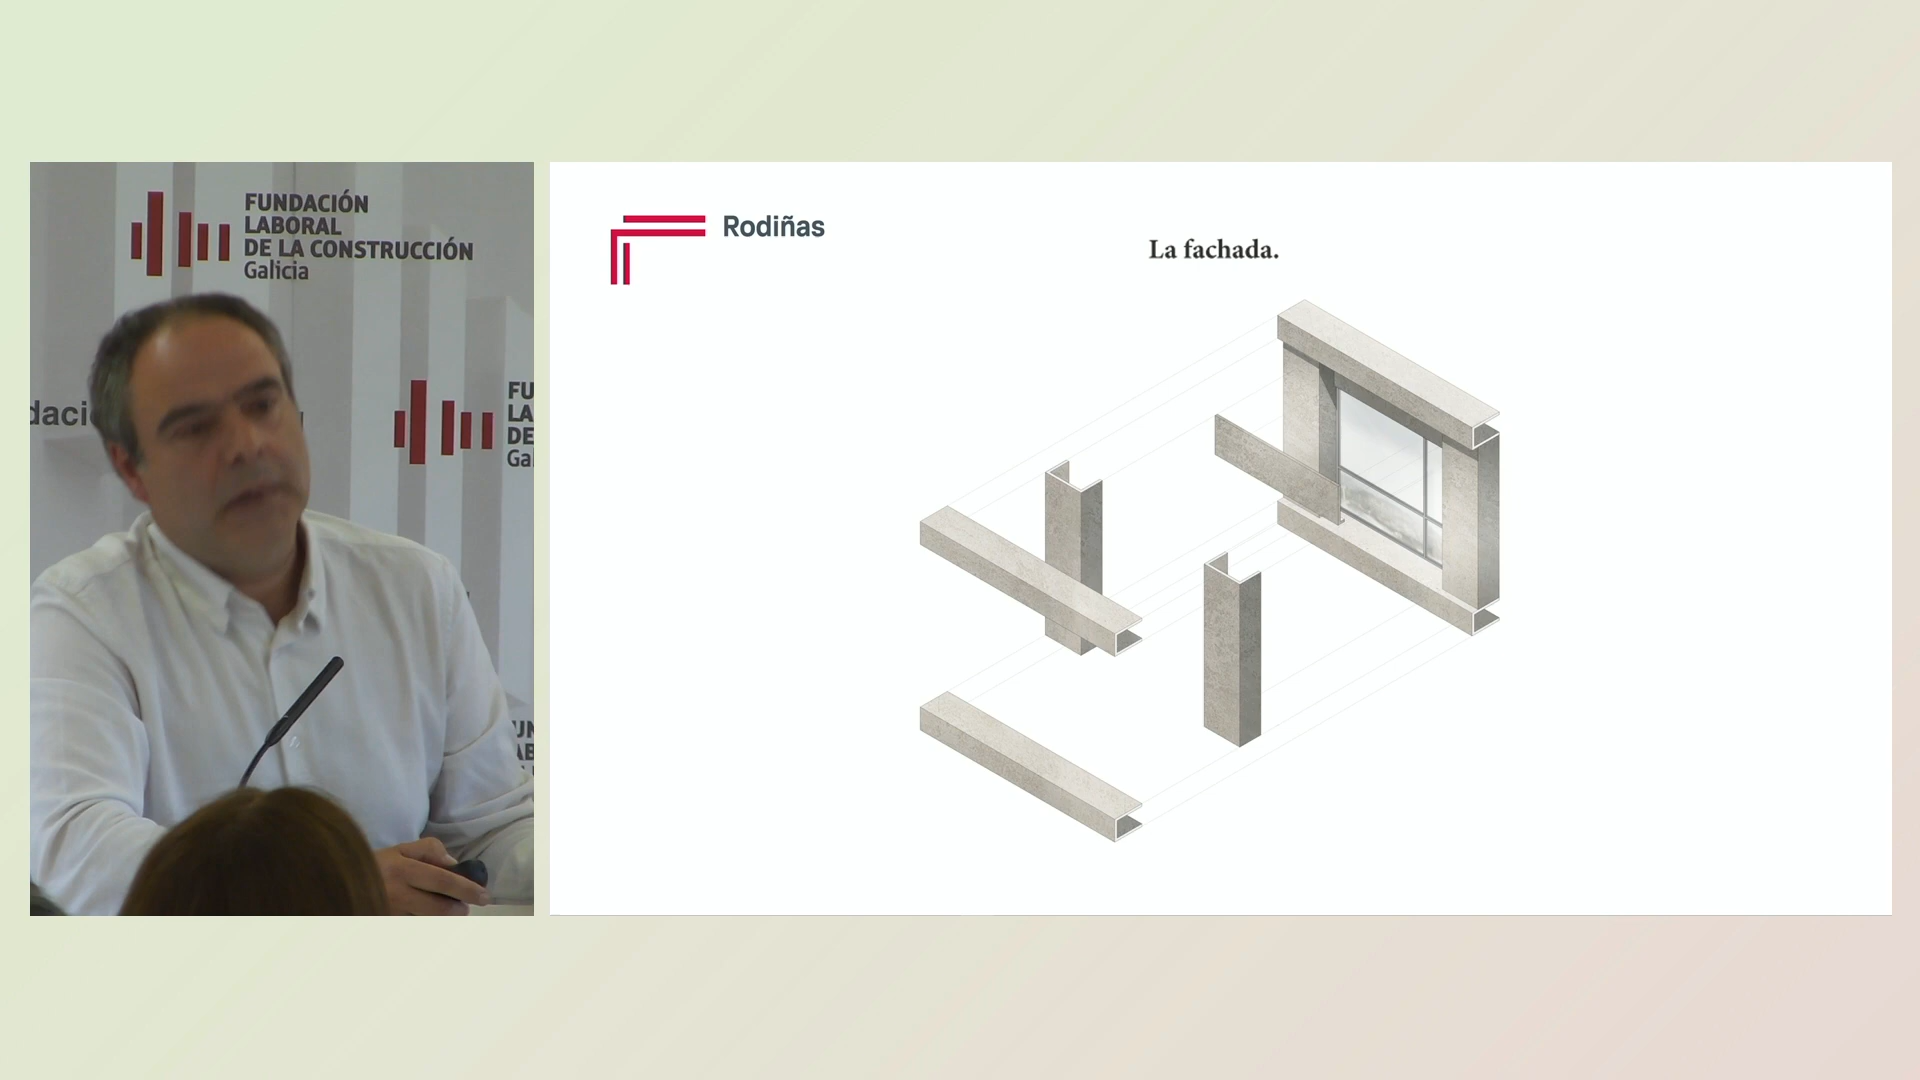 FUNDACIÓN
LABORAL
DE LA CONSTRUCCIÓN
Galicia
Rodiñas
La fachada.